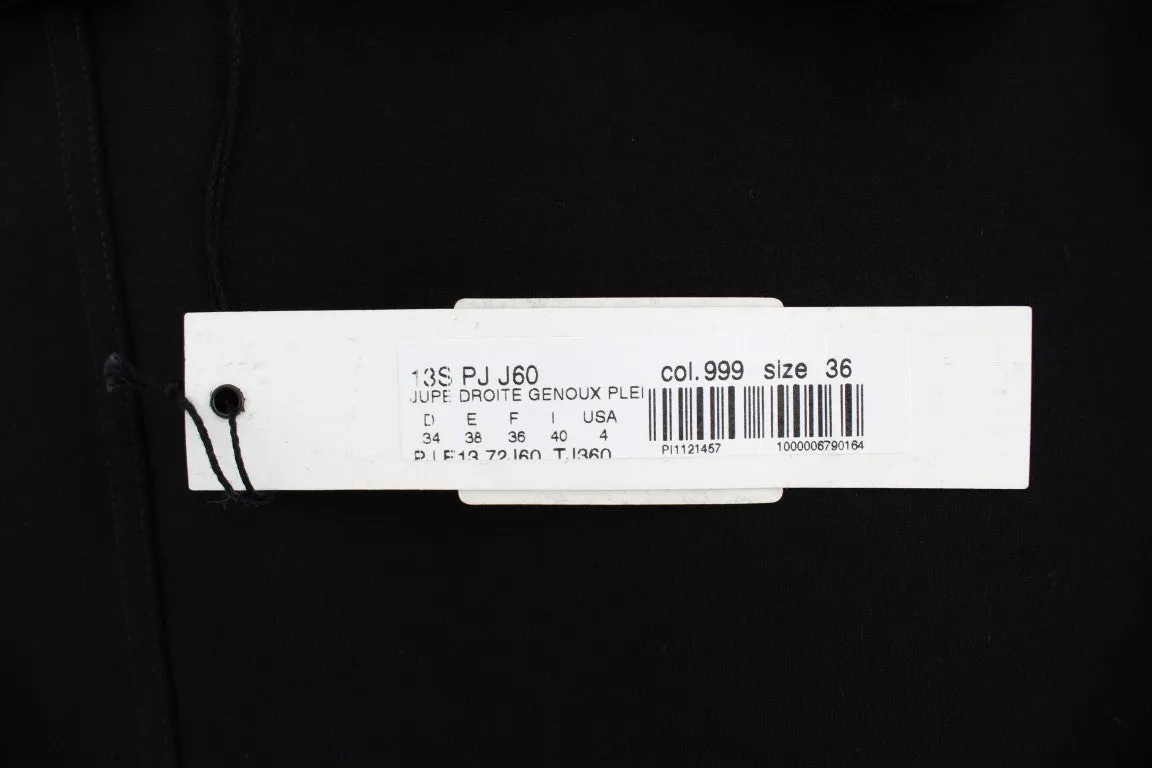 13S PJ J60
col. 999 size 36
JUPE DROITE GENOUX PLEI
D E F I USA
34 38 36 40 4
PI1121457 1000006790164